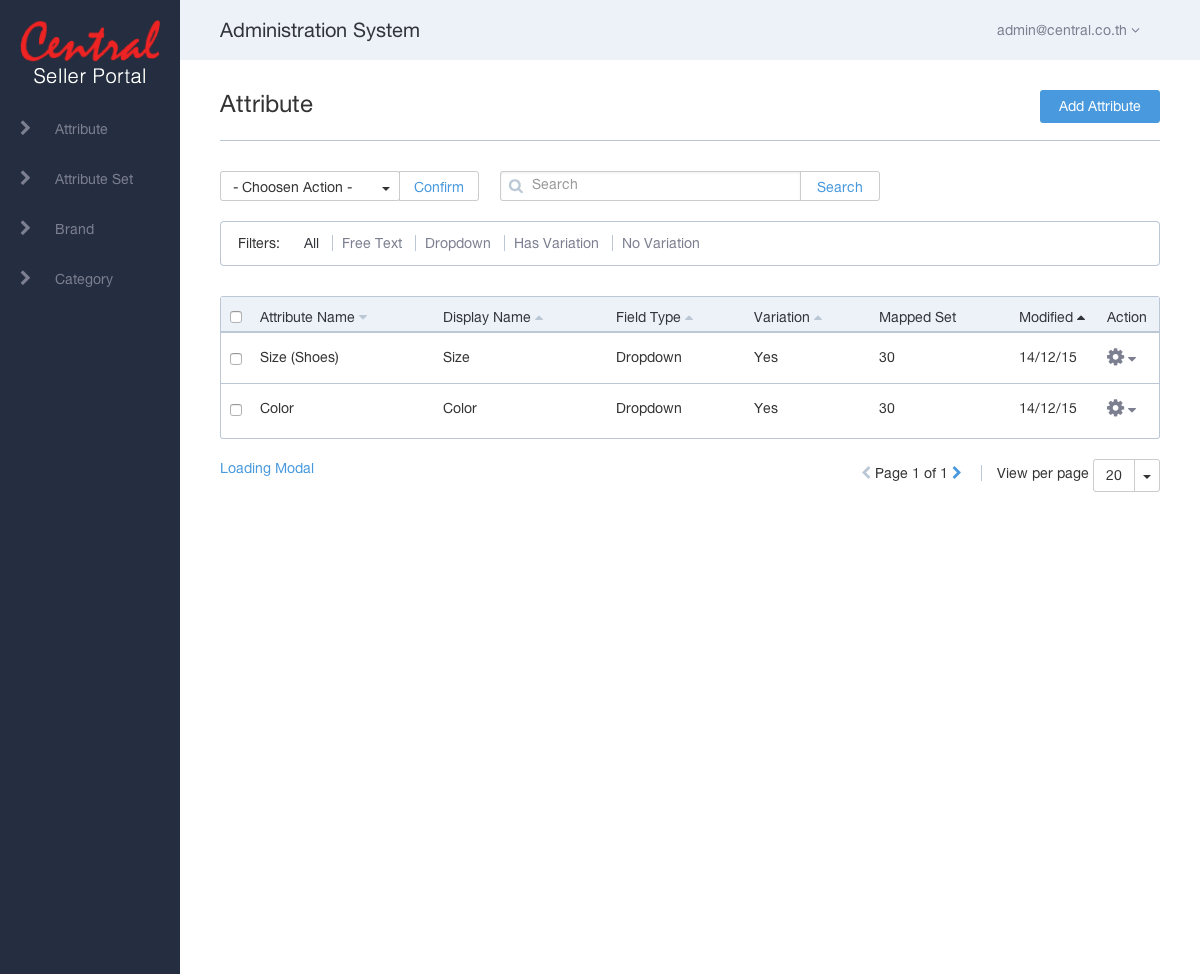 Central
Seller Portal
Attribute
Attribute Set
Brand
Category
Administration System
admin@central.co.th
Attribute
Add Attribute
- Choosen Action -
Confirm
Search
Search
Filters: All Free Text Dropdown Has Variation No Variation
Attribute Name Display Name Field Type Variation Mapped Set Modified Action
Size (Shoes) Size Dropdown Yes 30 14/12/15
Color Color Dropdown Yes 30 14/12/15
Loading Modal
Page 1 of 1
View per page 20